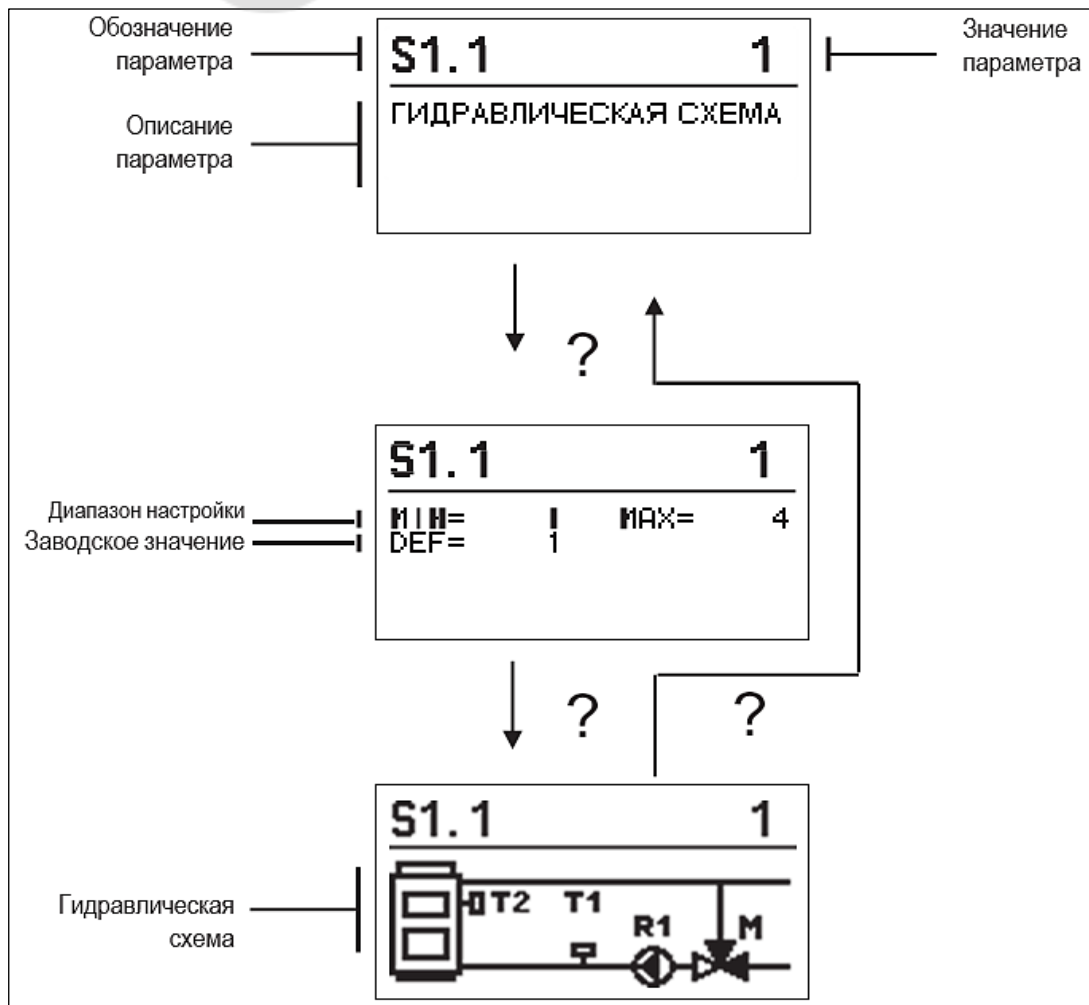 Обозначение
параметра
S1.1 1
Значение
параметра
Описание
параметра
ГИДРАВЛИЧЕСКАЯ СХЕМА
?
S1.1 1
Диапазон настройки
MIN= 1 MAX= 4
Заводское значение
DEF= 1
? ?
S1.1 1
Гидравлическая
схема
T2 T1
R1 M